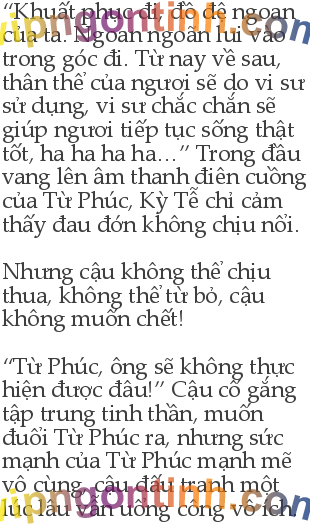 “Khuất phục đi, đồ đệ ngoan
của ta. Ngoan ngoãn lui vào
trong góc đi. Từ nay về sau,
thân thể của ngươi sẽ do vi sư
sử dụng, vi sư chắc chắn sẽ
giúp ngươi tiếp tục sống thật
tốt, ha ha ha ha…” Trong đầu
vang lên âm thanh điên cuồng
của Từ Phúc, Kỳ Tễ chỉ cảm
thấy đau đớn không chịu nổi.
Nhưng cậu không thể chịu
thua, không thể từ bỏ, cậu
không muốn chết!
“Từ Phúc, ông sẽ không thực
hiện được đâu!” Cậu cố gắng
tập trung tinh thần, muốn
đuổi Từ Phúc ra, nhưng sức
mạnh của Từ Phúc mạnh mẽ
vô cùng, cậu đấu tranh một
lúc lâu vẫn uổng công vô ích.
vipngontinh.com
vipngontinh.com